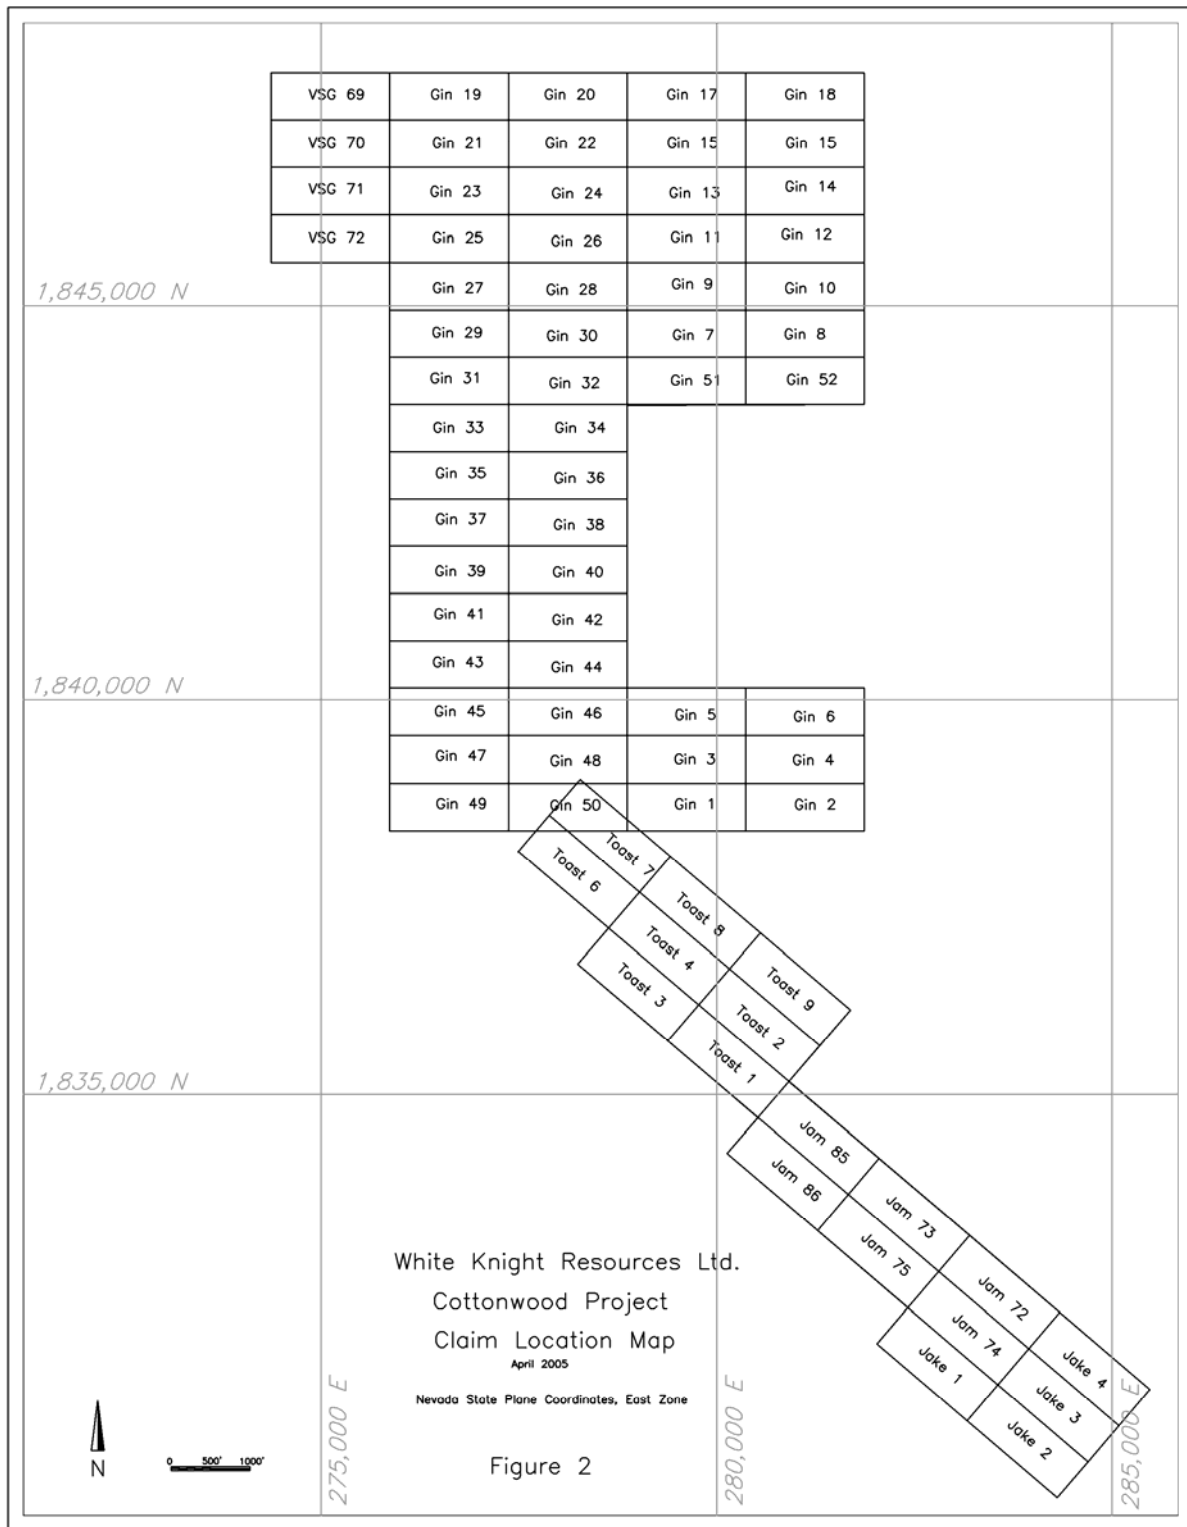 VSG 69 Gin 19 Gin 20 Gin 17 Gin 18
VSG 70 Gin 21 Gin 22 Gin 15 Gin 15
VSG 71 Gin 23 Gin 24 Gin 13 Gin 14
VSG 72 Gin 25 Gin 26 Gin 11 Gin 12
1,845,000 N
Gin 27 Gin 28 Gin 9 Gin 10
Gin 29 Gin 30 Gin 7 Gin 8
Gin 31 Gin 32 Gin 51 Gin 52
Gin 33 Gin 34
Gin 35 Gin 36
Gin 37 Gin 38
Gin 39 Gin 40
Gin 41 Gin 42
Gin 43 Gin 44
1,840,000 N
Gin 45 Gin 46 Gin 5 Gin 6
Gin 47 Gin 48 Gin 3 Gin 4
Gin 49 Gin 50 Gin 1 Gin 2
Toast 7
Toast 6
Toast 8
Toast 4
Toast 9
Toast 3
Toast 2
Toast 1
1,835,000 N
Jam 85
Jam 86
Jam 73
Jam 75
Jam 72
Jam 74
Jake 4
Jake 1
Jake 3
Jake 2
White Knight Resources Ltd.
Cottonwood Project
Claim Location Map
April 2005
Nevada State Plane Coordinates, East Zone
Figure 2
N
0 500' 1000'
275,000 E
280,000 E
285,000 E